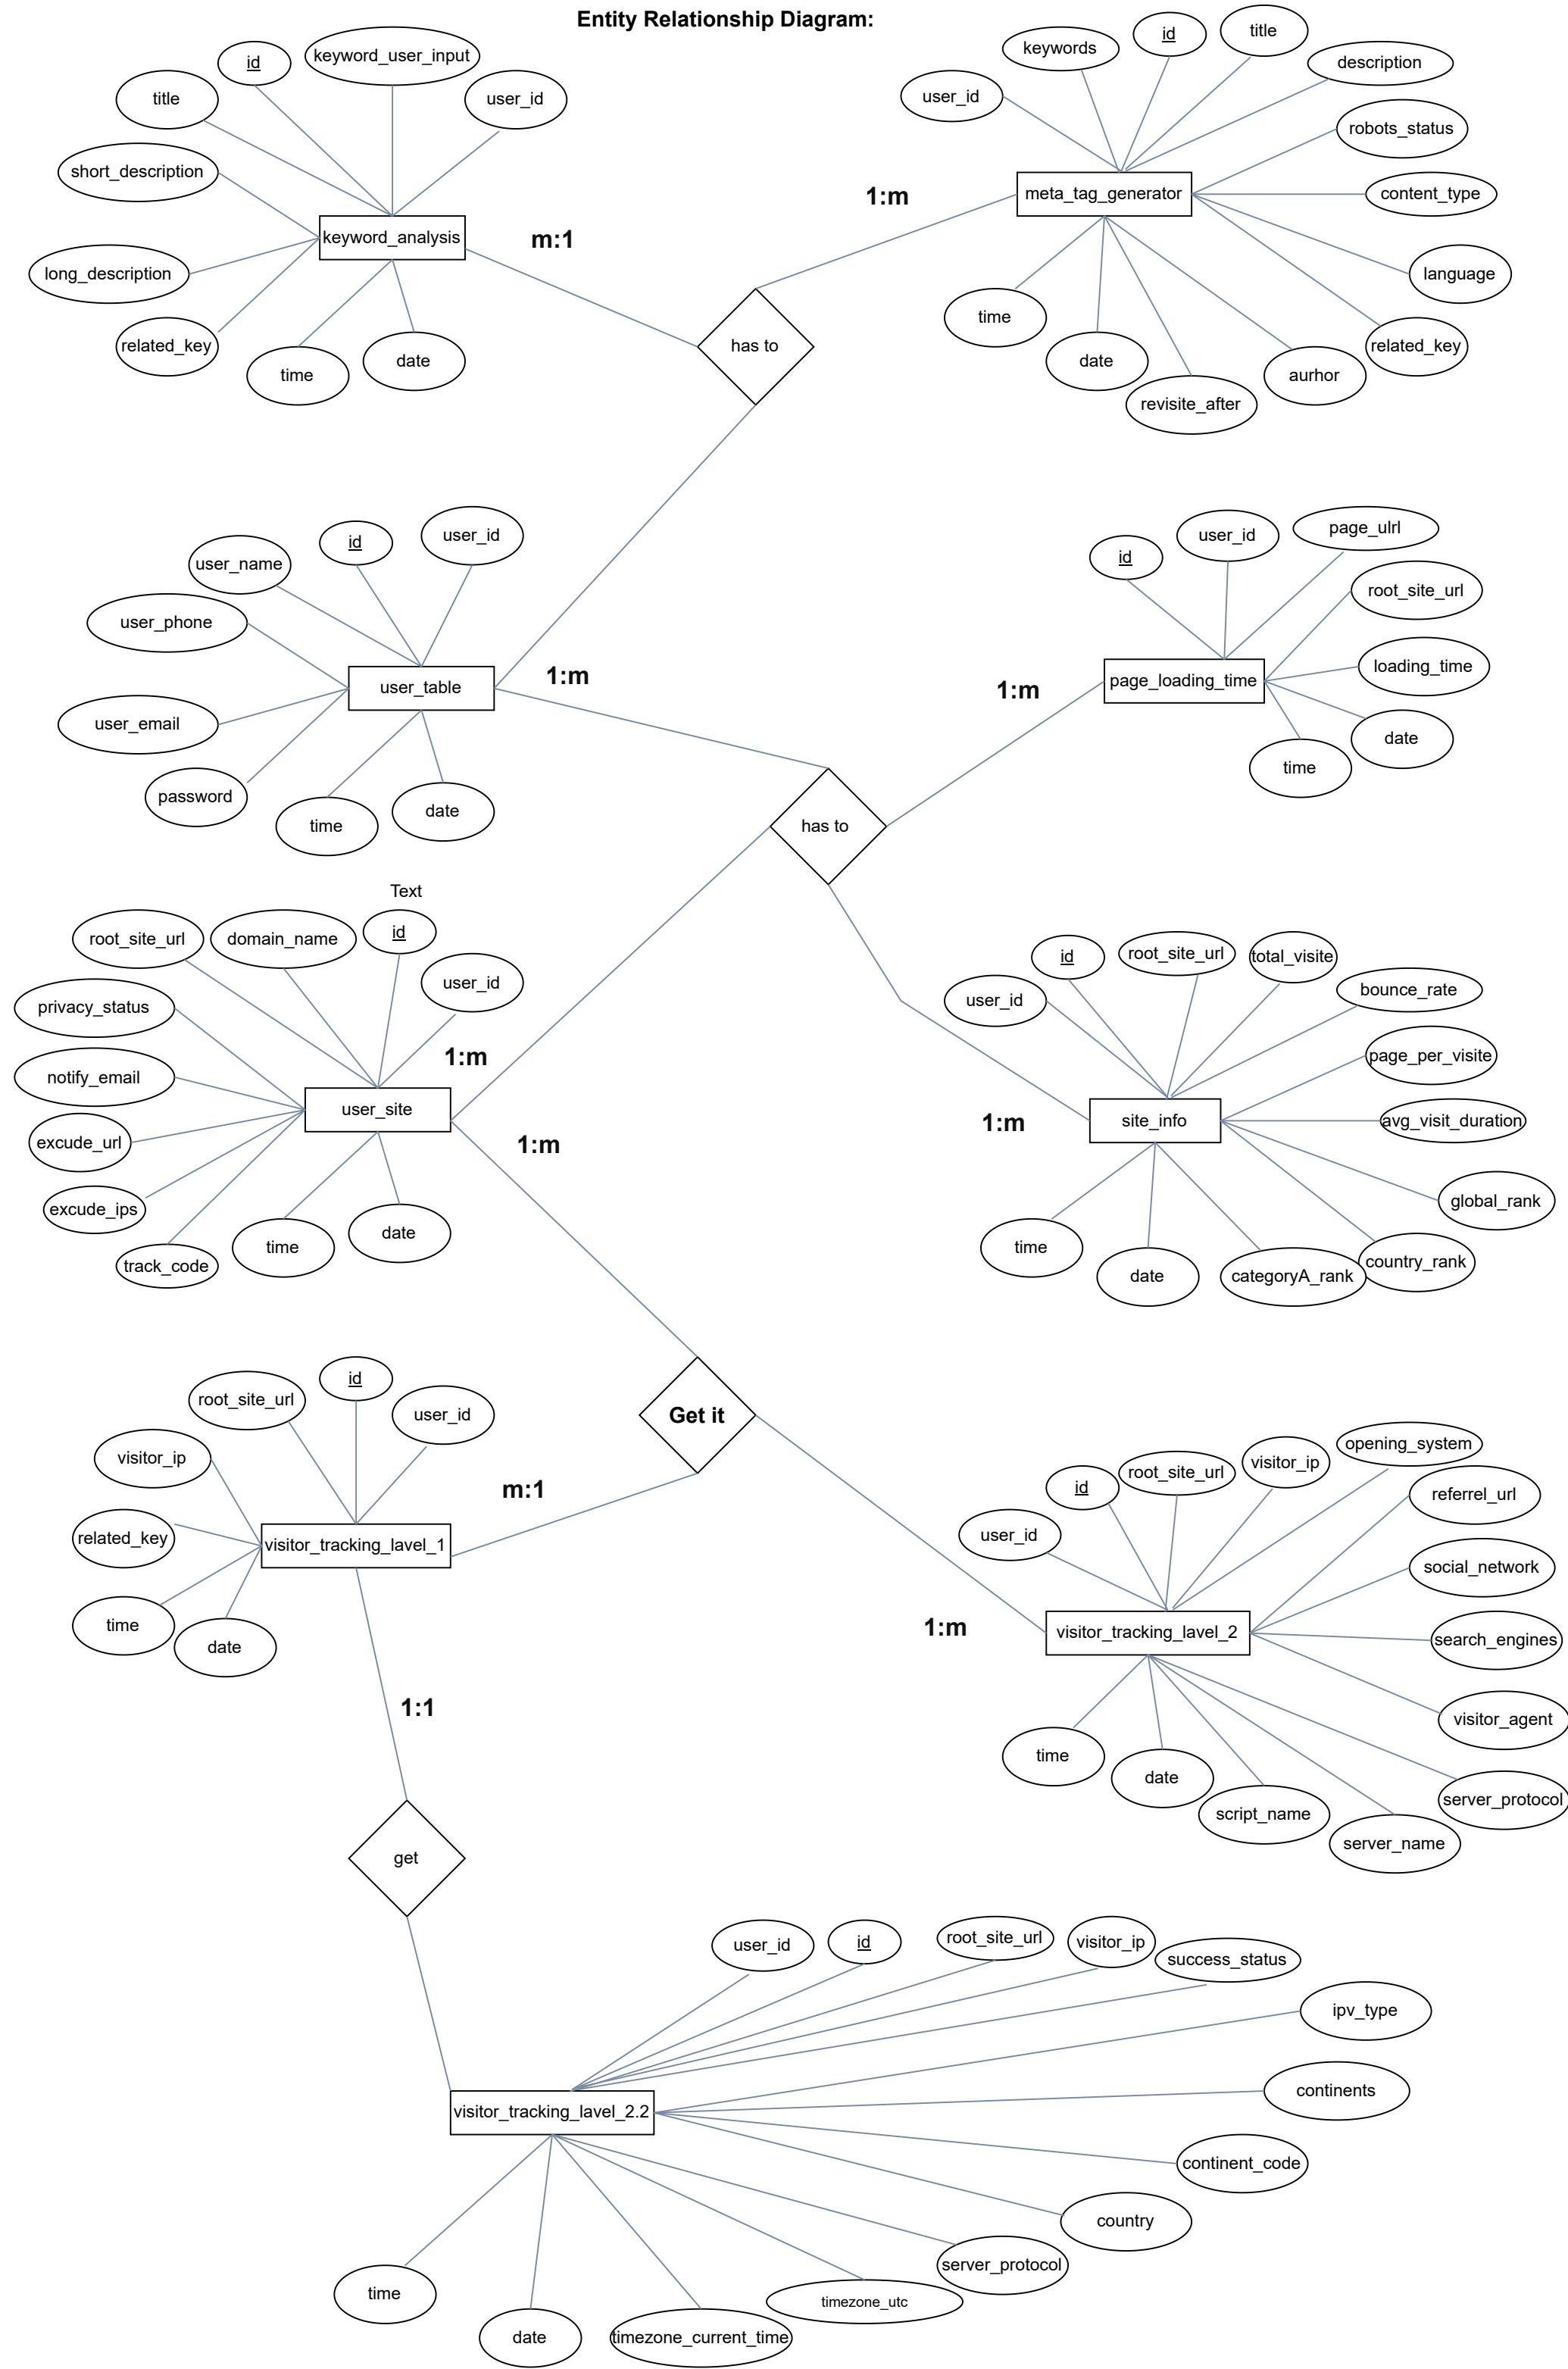 Entity Relationship Diagram:
id
keyword_user_input
user_id
title
short_description
long_description
related_key
time
date
keyword_analysis
m:1
has to
1:m
user_id
keywords
id
title
description
robots_status
content_type
language
related_key
aurhor
revisite_after
date
time
meta_tag_generator
user_name
id
user_id
user_phone
user_email
password
time
date
user_table
1:m
has to
1:m
id
user_id
page_ulrl
root_site_url
loading_time
date
time
page_loading_time
Text
root_site_url
domain_name
id
user_id
privacy_status
notify_email
excude_url
excude_ips
track_code
time
date
user_site
1:m
1:m
1:m
user_id
id
root_site_url
total_visite
bounce_rate
page_per_visite
avg_visit_duration
global_rank
country_rank
categoryA_rank
date
time
site_info
Get it
root_site_url
id
user_id
visitor_ip
related_key
time
date
visitor_tracking_lavel_1
m:1
1:m
user_id
id
root_site_url
visitor_ip
opening_system
referrel_url
social_network
search_engines
visitor_agent
server_protocol
server_name
script_name
date
time
visitor_tracking_lavel_2
1:1
get
user_id
id
root_site_url
visitor_ip
success_status
ipv_type
continents
continent_code
country
server_protocol
timezone_utc
timezone_current_time
date
time
visitor_tracking_lavel_2.2